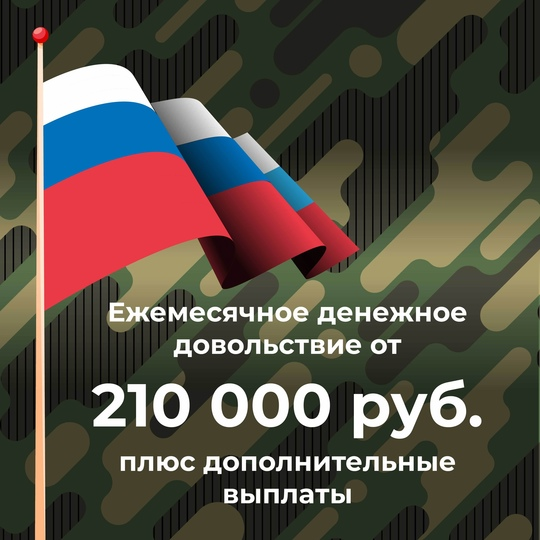 Ежемесячное денежное
довольствие от
210 000 руб.
плюс дополнительные
выплаты